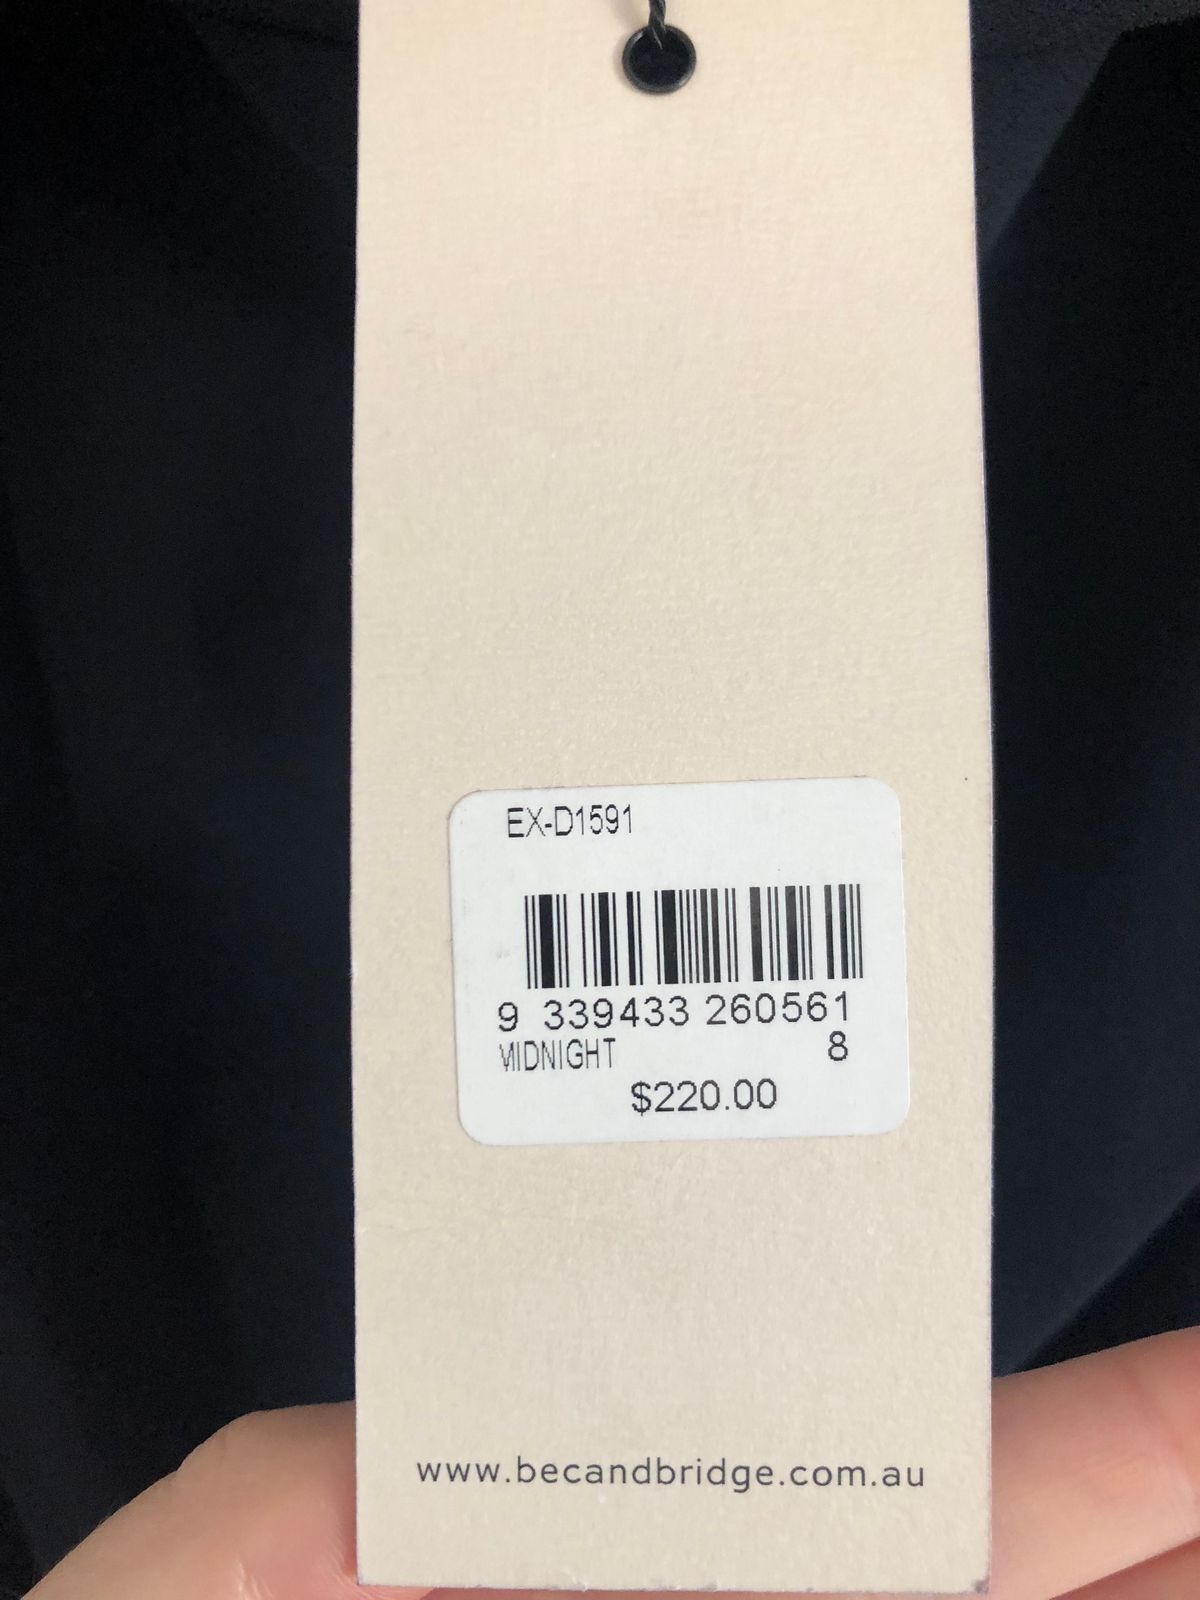 EX-D1591
9 339433 260561
MIDNIGHT 8
$220.00
www.becandbridge.com.au